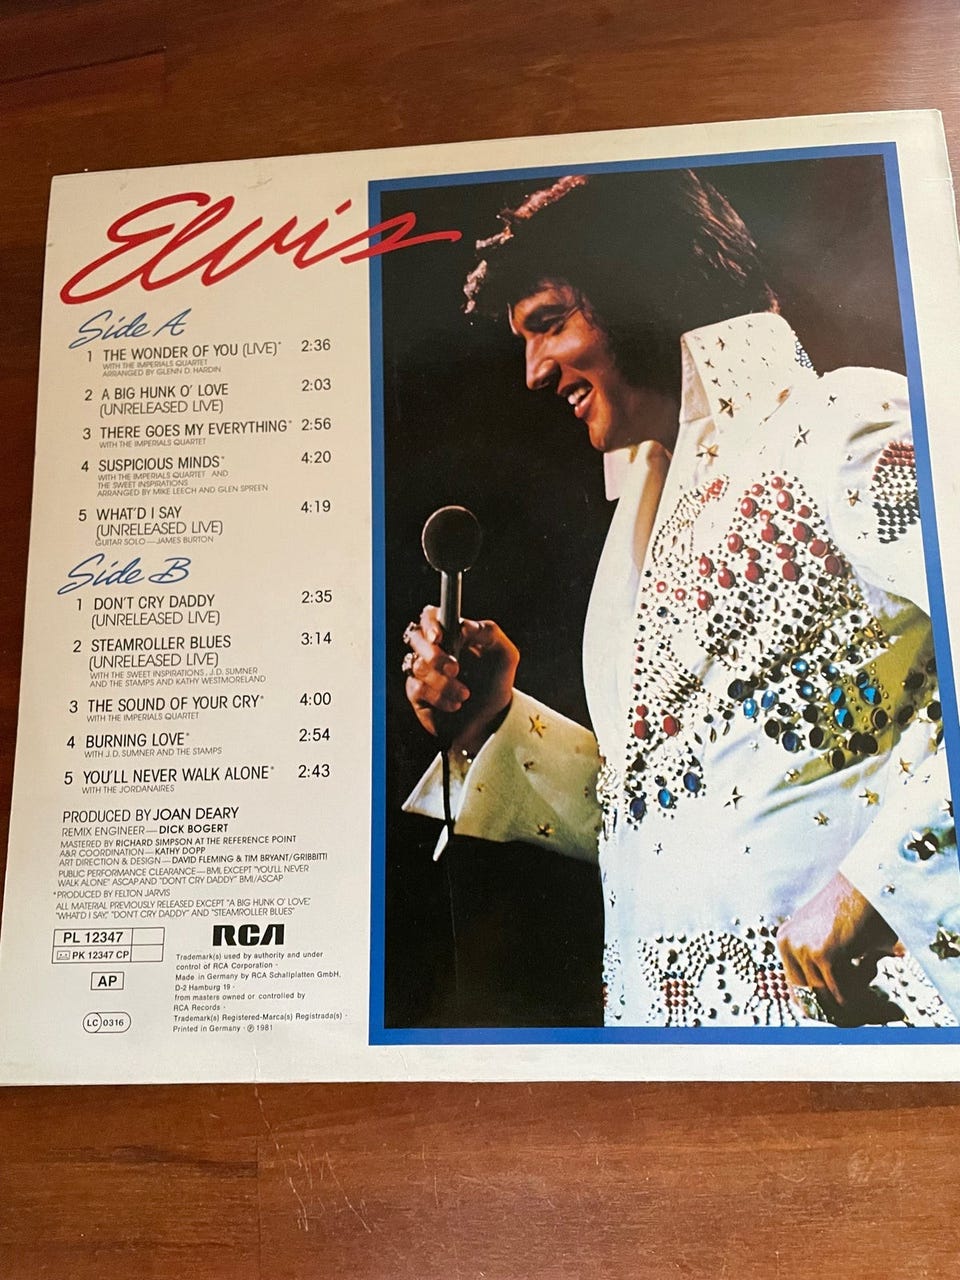 Elvis
Side A
1 THE WONDER OF YOU (LIVE)* 2:36
WITH THE IMPERIALS QUARTET
ARRANGED BY GLENN D. HARDIN
2 A BIG HUNK O' LOVE 2:03
(UNRELEASED LIVE)
3 THERE GOES MY EVERYTHING* 2:56
WITH THE IMPERIALS QUARTET
4 SUSPICIOUS MINDS* 4:20
WITH THE IMPERIALS QUARTET AND
THE SWEET INSPIRATIONS
ARRANGED BY MIKE LEECH AND GLEN SPREEN
5 WHAT'D I SAY 4:19
(UNRELEASED LIVE)
GUITAR SOLO—JAMES BURTON
Side B
1 DON'T CRY DADDY 2:35
(UNRELEASED LIVE)
2 STEAMROLLER BLUES 3:14
(UNRELEASED LIVE)
WITH THE SWEET INSPIRATIONS, J.D. SUMNER
AND THE STAMPS AND KATHY WESTMORELAND
3 THE SOUND OF YOUR CRY* 4:00
WITH THE IMPERIALS QUARTET
4 BURNING LOVE* 2:54
WITH J.D. SUMNER AND THE STAMPS
5 YOU'LL NEVER WALK ALONE* 2:43
WITH THE JORDANAIRES
PRODUCED BY JOAN DEARY
REMIX ENGINEER—DICK BOGERT
MASTERED BY RICHARD SIMPSON AT THE REFERENCE POINT
A&R COORDINATION—KATHY DOPP
ART DIRECTION & DESIGN—DAVID FLEMING & TIM BRYANT/GRIBBITT!
PUBLIC PERFORMANCE CLEARANCE—BMI, EXCEPT "YOU'LL NEVER
WALK ALONE" ASCAP AND "DON'T CRY DADDY" BMI/ASCAP
*PRODUCED BY FELTON JARVIS
ALL MATERIAL PREVIOUSLY RELEASED EXCEPT "A BIG HUNK O' LOVE,"
"WHAT'D I SAY," "DON'T CRY DADDY" AND "STEAMROLLER BLUES"
PL 12347
PK 12347 CP
AP
LC 0316
RCA
Trademark(s) used by authority and under
control of RCA Corporation ·
Made in Germany by RCA Schallplatten GmbH,
D-2 Hamburg 19 ·
from masters owned or controlled by
RCA Records ·
Trademark(s) Registered-Marca(s) Registrada(s) ·
Printed in Germany · ℗ 1981